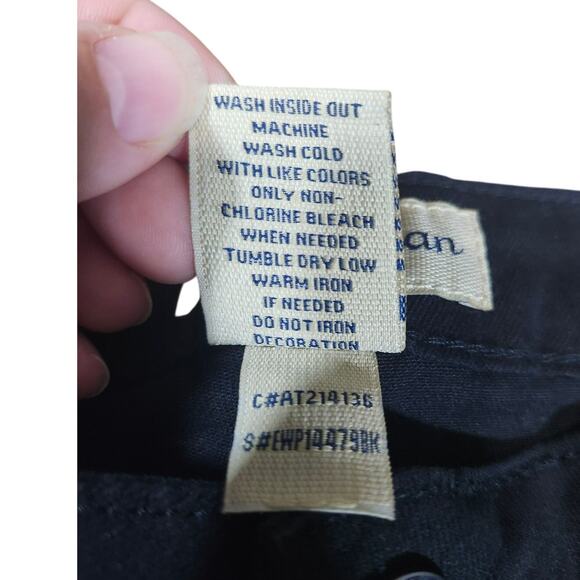 WASH INSIDE OUT
MACHINE
WASH COLD
WITH LIKE COLORS
ONLY NON-
CHLORINE BLEACH
WHEN NEEDED
TUMBLE DRY LOW
WARM IRON
IF NEEDED
DO NOT IRON
DECORATION
an
C#AT214136
S#EWP14479BK